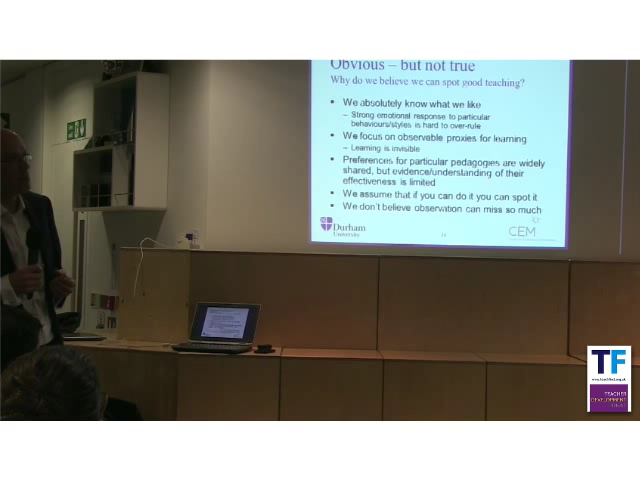 Obvious – but not true
Why do we believe we can spot good teaching?
• We absolutely know what we like
– Strong emotional response to particular
behaviours/styles is hard to over-rule
• We focus on observable proxies for learning
– Learning is invisible
• Preferences for particular pedagogies are widely
shared, but evidence/understanding of their
effectiveness is limited
• We assume that if you can do it you can spot it
• We don't believe observation can miss so much
Durham
University
CEM
TF
TEACHER
DEVELOPMENT